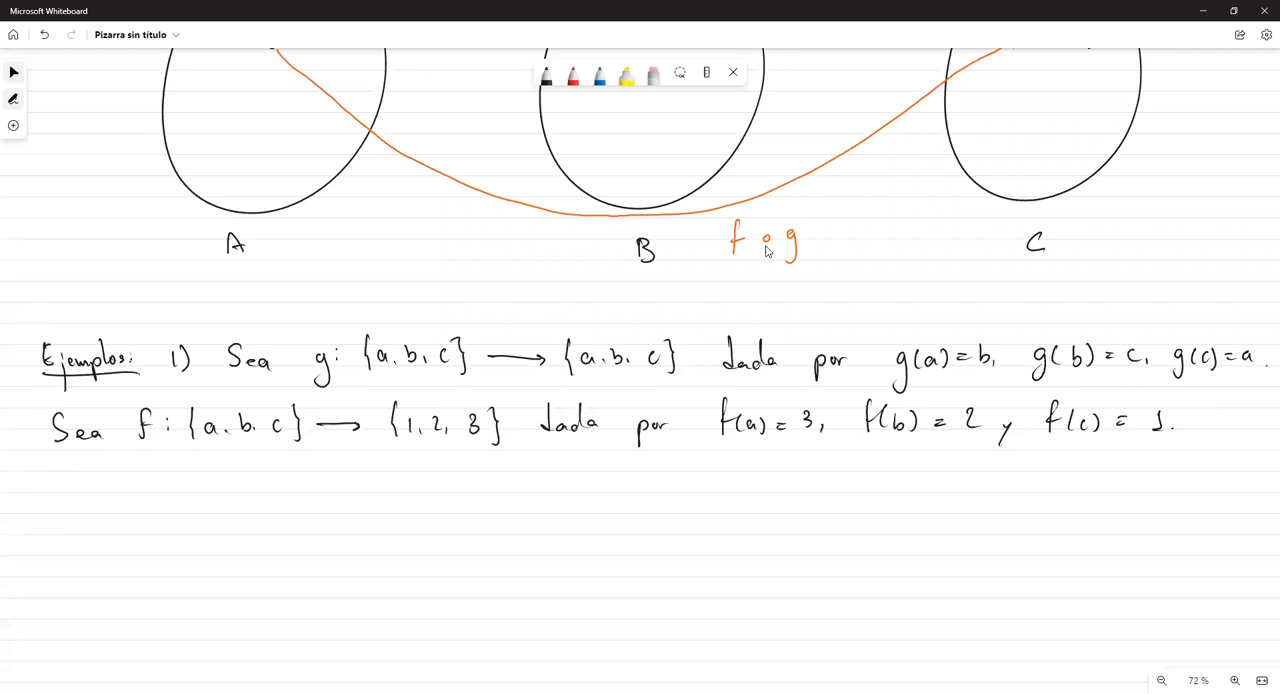 Microsoft Whiteboard
Pizarra sin título
A B f ∘ g C
Ejemplos: 1) Sea g: {a, b, c} ⟶ {a, b, c} dada por g(a) = b, g(b) = c, g(c) = a.
Sea f: {a, b, c} ⟶ {1, 2, 3} dada por f(a) = 3, f(b) = 2 y f(c) = 1.
72 %